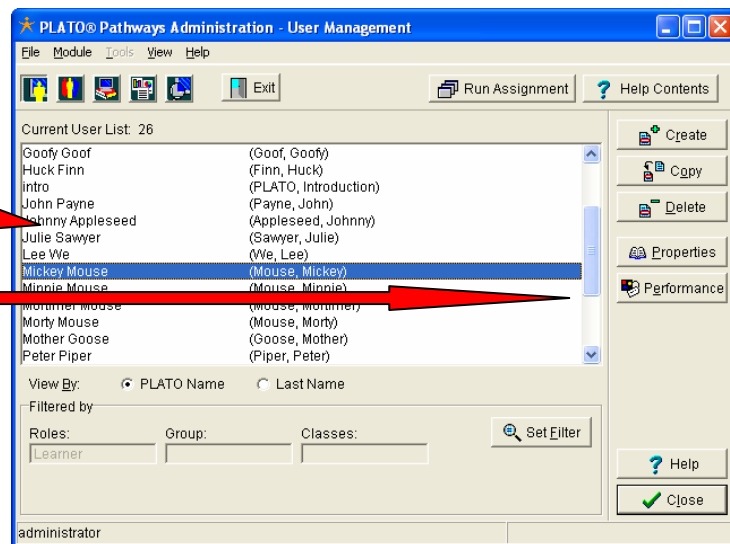 PLATO® Pathways Administration - User Management
File Module Tools View Help
Exit Run Assignment ? Help Contents
Current User List: 26
Goofy Goof (Goof, Goofy)
Huck Finn (Finn, Huck)
intro (PLATO, Introduction)
John Payne (Payne, John)
Johnny Appleseed (Appleseed, Johnny)
Julie Sawyer (Sawyer, Julie)
Lee We (We, Lee)
Mickey Mouse (Mouse, Mickey)
Minnie Mouse (Mouse, Minnie)
Mortimer Mouse (Mouse, Mortimer)
Morty Mouse (Mouse, Morty)
Mother Goose (Goose, Mother)
Peter Piper (Piper, Peter)
View By: PLATO Name Last Name
Filtered by
Roles: Group: Classes:
Learner
Set Filter
Create
Copy
Delete
Properties
Performance
? Help
Close
administrator